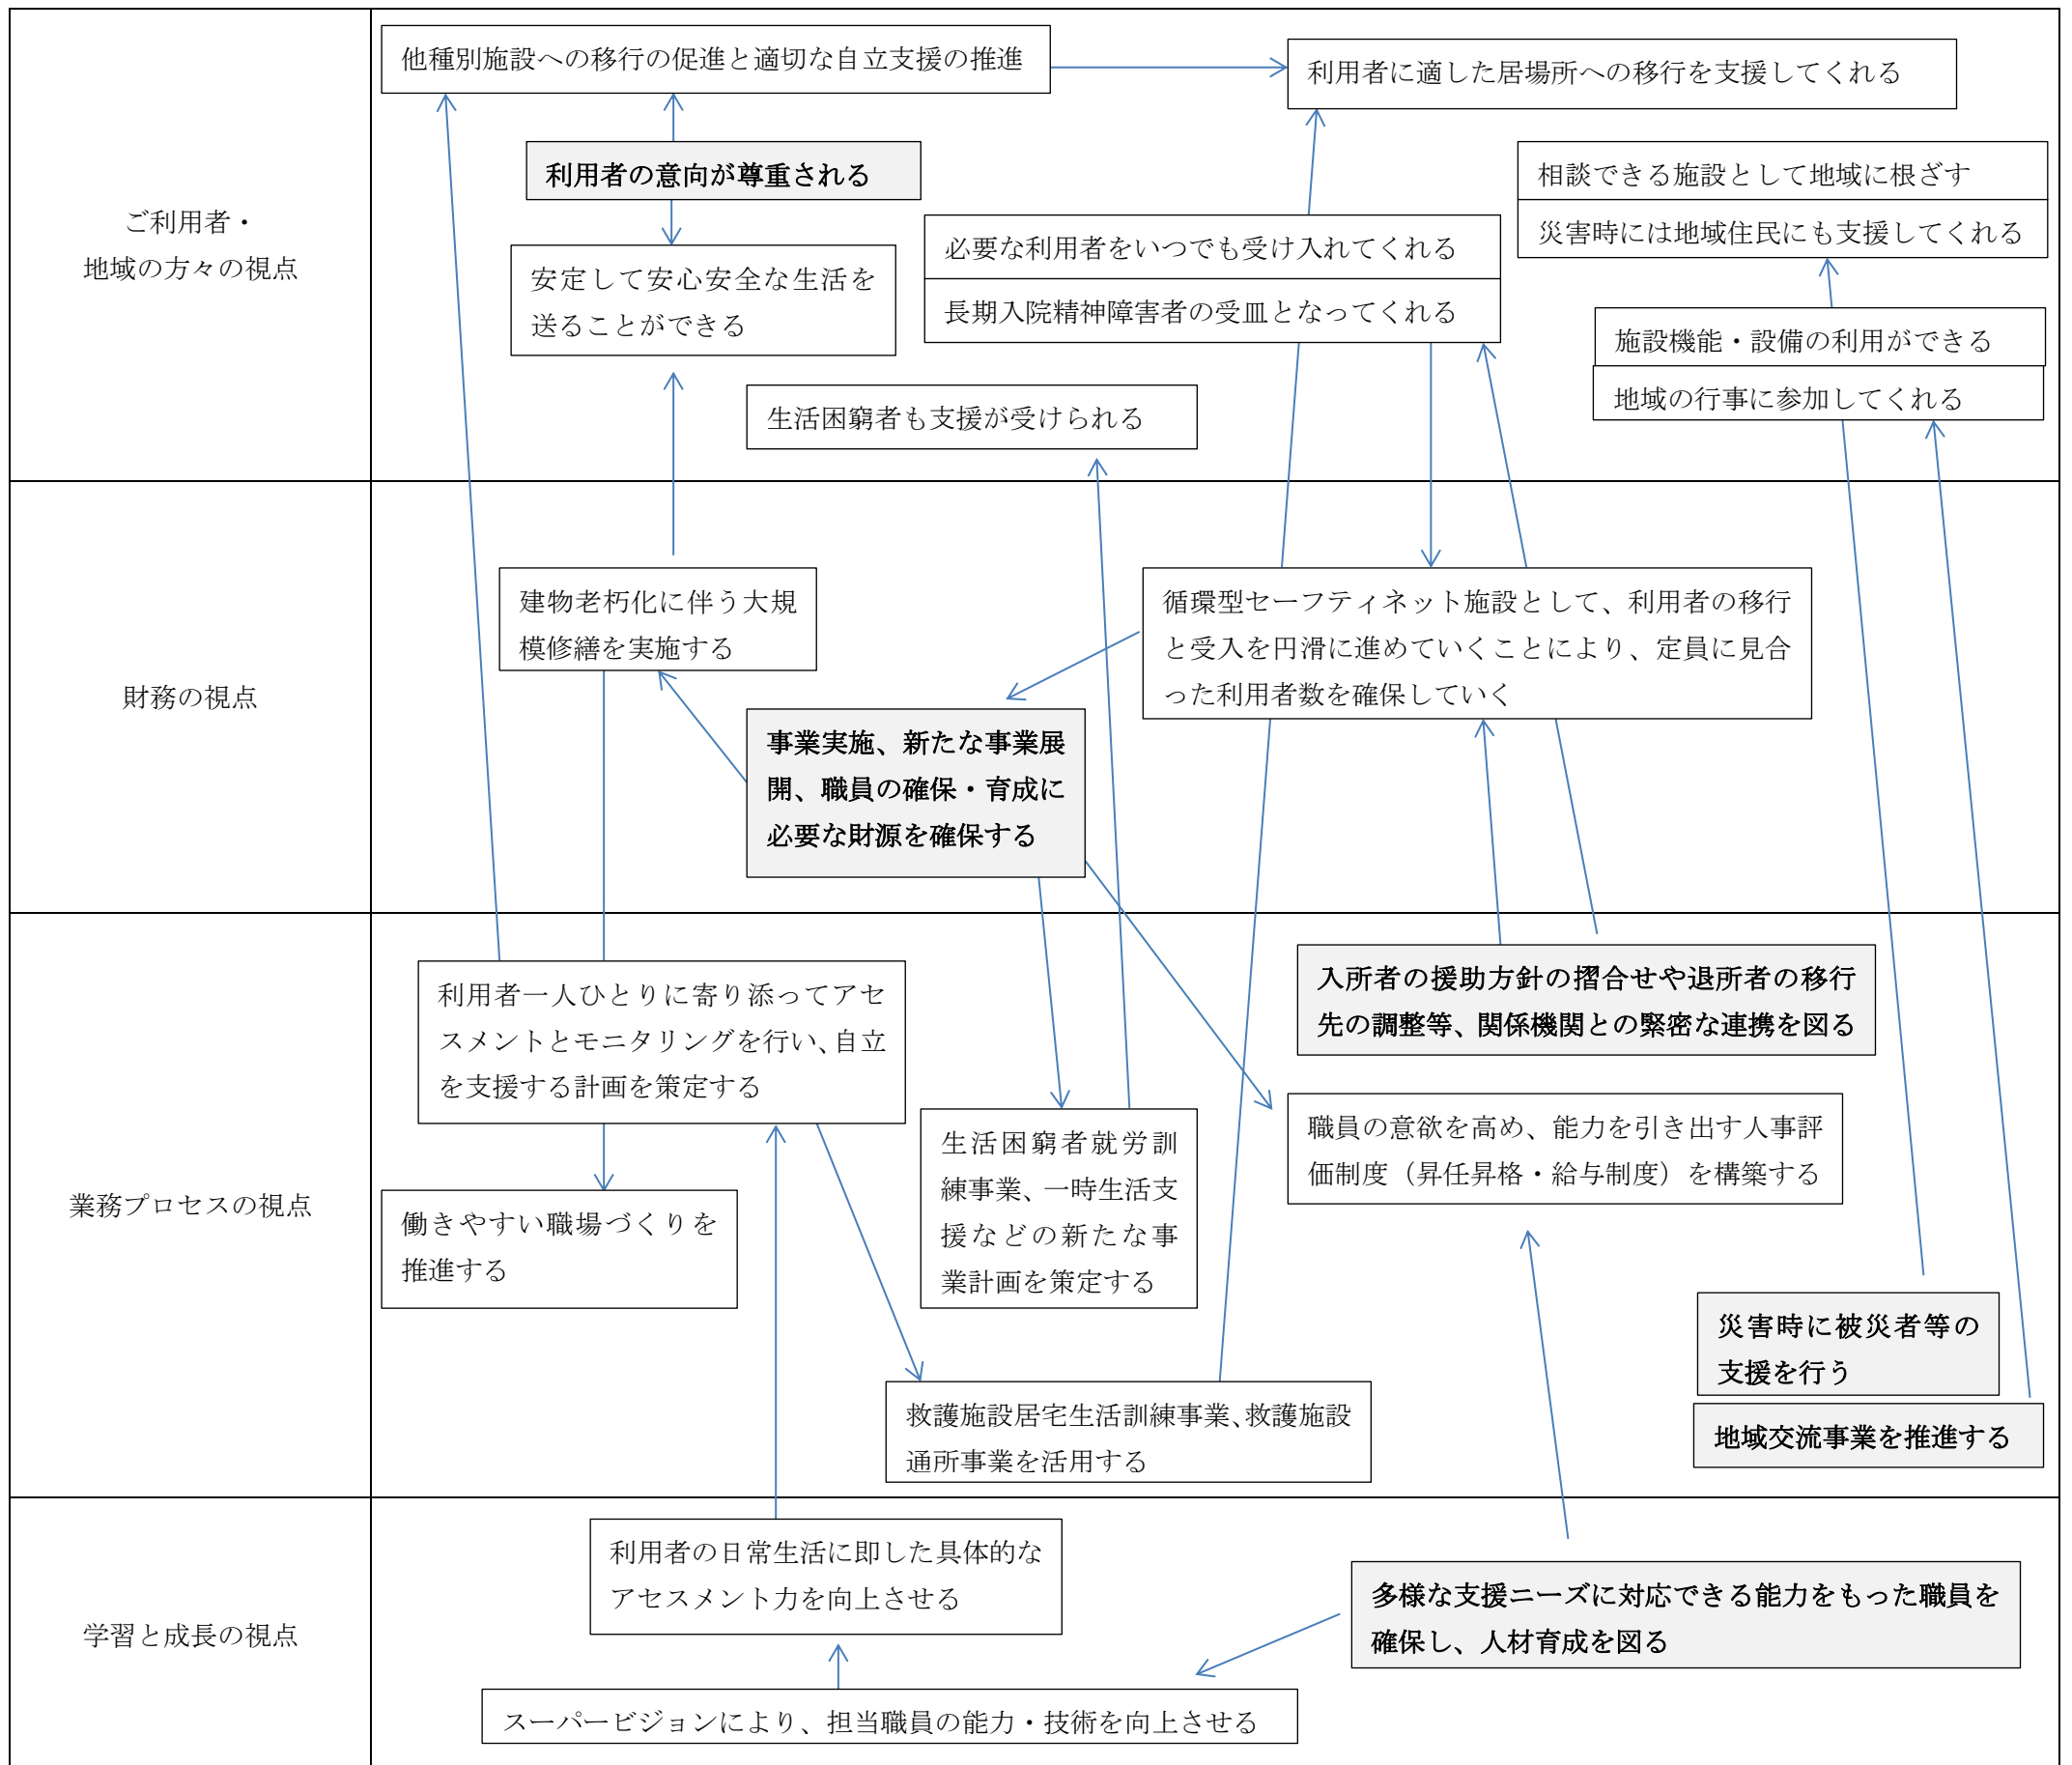 ご利用者・
地域の方々の視点
他種別施設への移行の促進と適切な自立支援の推進
利用者に適した居場所への移行を支援してくれる
利用者の意向が尊重される
相談できる施設として地域に根ざす
災害時には地域住民にも支援してくれる
必要な利用者をいつでも受け入れてくれる
長期入院精神障害者の受皿となってくれる
安定して安心安全な生活を
送ることができる
施設機能・設備の利用ができる
地域の行事に参加してくれる
生活困窮者も支援が受けられる
財務の視点
建物老朽化に伴う大規
模修繕を実施する
循環型セーフティネット施設として、利用者の移行
と受入を円滑に進めていくことにより、定員に見合
った利用者数を確保していく
事業実施、新たな事業展
開、職員の確保・育成に
必要な財源を確保する
業務プロセスの視点
利用者一人ひとりに寄り添ってアセ
スメントとモニタリングを行い、自立
を支援する計画を策定する
入所者の援助方針の摺合せや退所者の移行
先の調整等、関係機関との緊密な連携を図る
生活困窮者就労訓
練事業、一時生活支
援などの新たな事
業計画を策定する
職員の意欲を高め、能力を引き出す人事評
価制度（昇任昇格・給与制度）を構築する
働きやすい職場づくりを
推進する
災害時に被災者等の
支援を行う
地域交流事業を推進する
救護施設居宅生活訓練事業、救護施設
通所事業を活用する
学習と成長の視点
利用者の日常生活に即した具体的な
アセスメント力を向上させる
多様な支援ニーズに対応できる能力をもった職員を
確保し、人材育成を図る
スーパービジョンにより、担当職員の能力・技術を向上させる